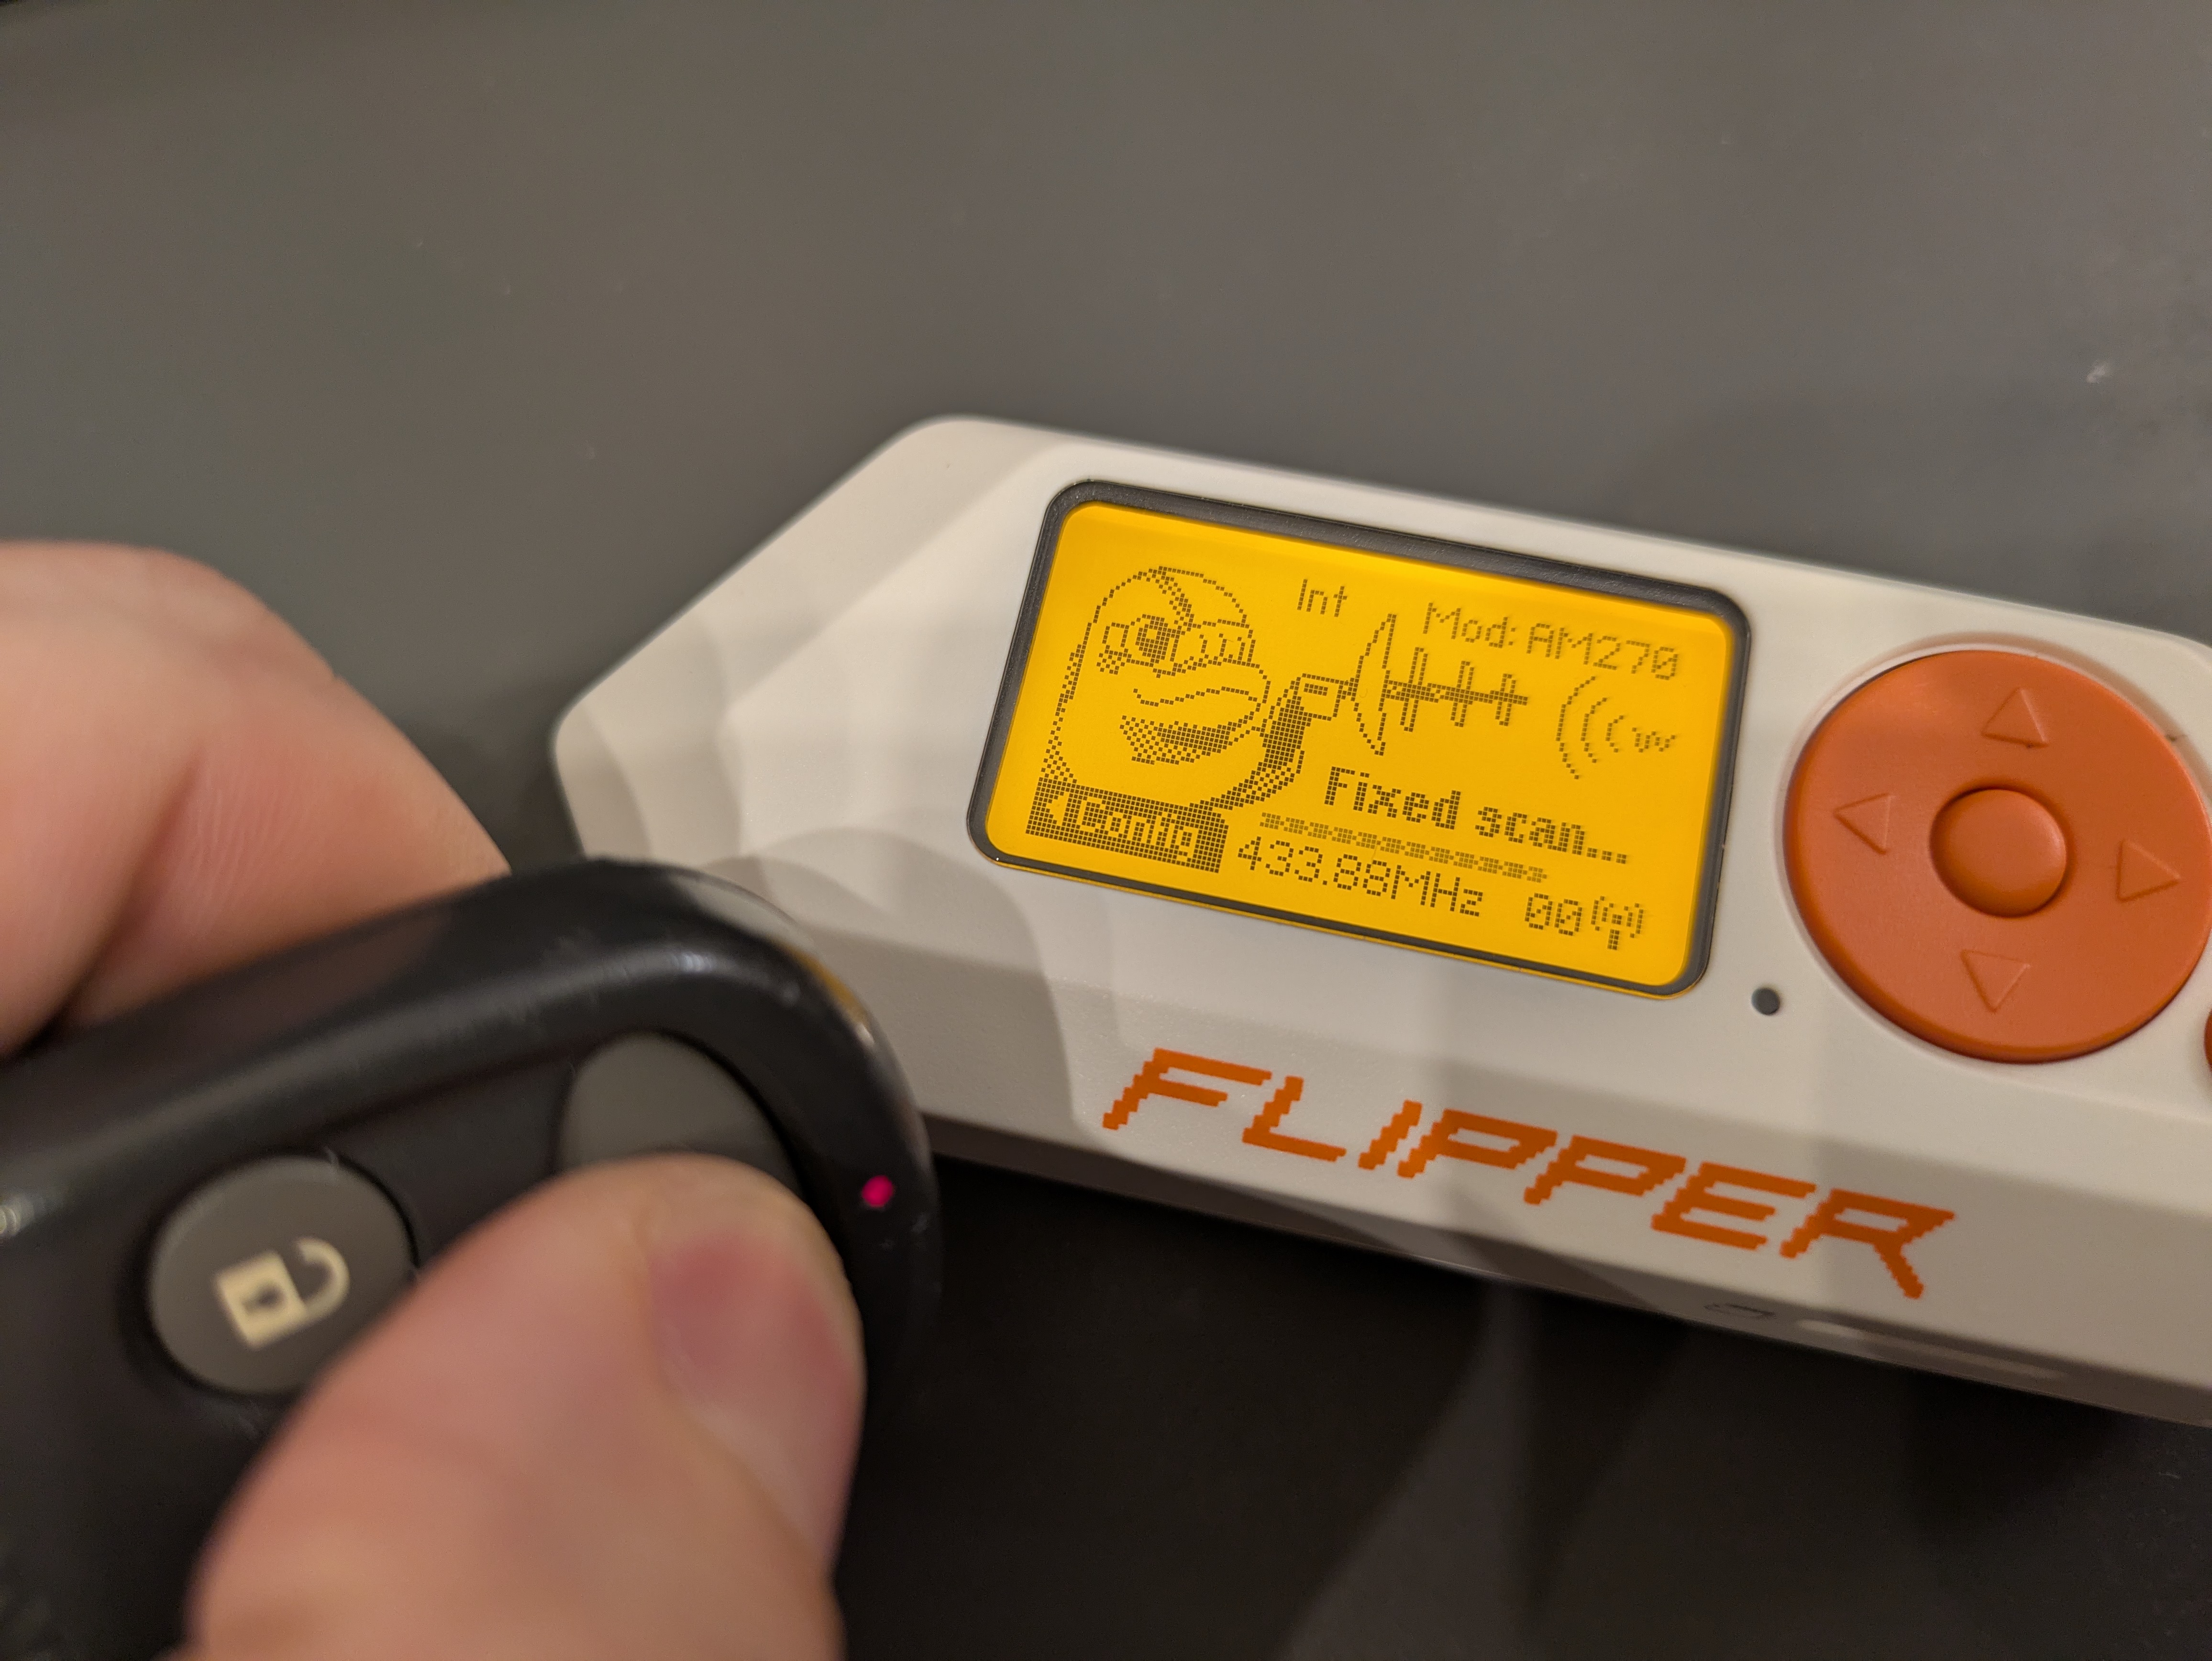 Int Mod: AM270
Fixed scan...
Config 433.88MHz 00
FLIPPER